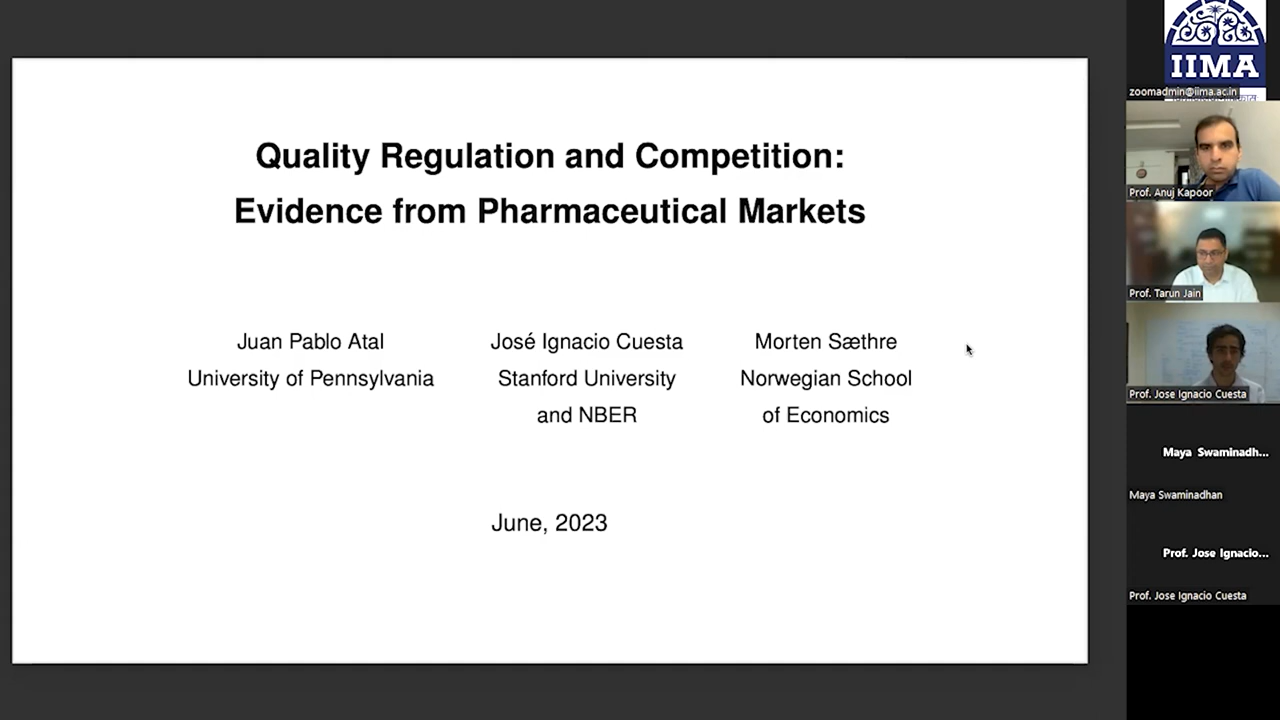 Quality Regulation and Competition:
Evidence from Pharmaceutical Markets
Juan Pablo Atal
University of Pennsylvania
José Ignacio Cuesta
Stanford University
and NBER
Morten Sæthre
Norwegian School
of Economics
June, 2023
IIMA
zoomadmin@iima.ac.in
Prof. Anuj Kapoor
Prof. Tarun Jain
Prof. Jose Ignacio Cuesta
Maya Swaminadh...
Maya Swaminadhan
Prof. Jose Ignacio...
Prof. Jose Ignacio Cuesta